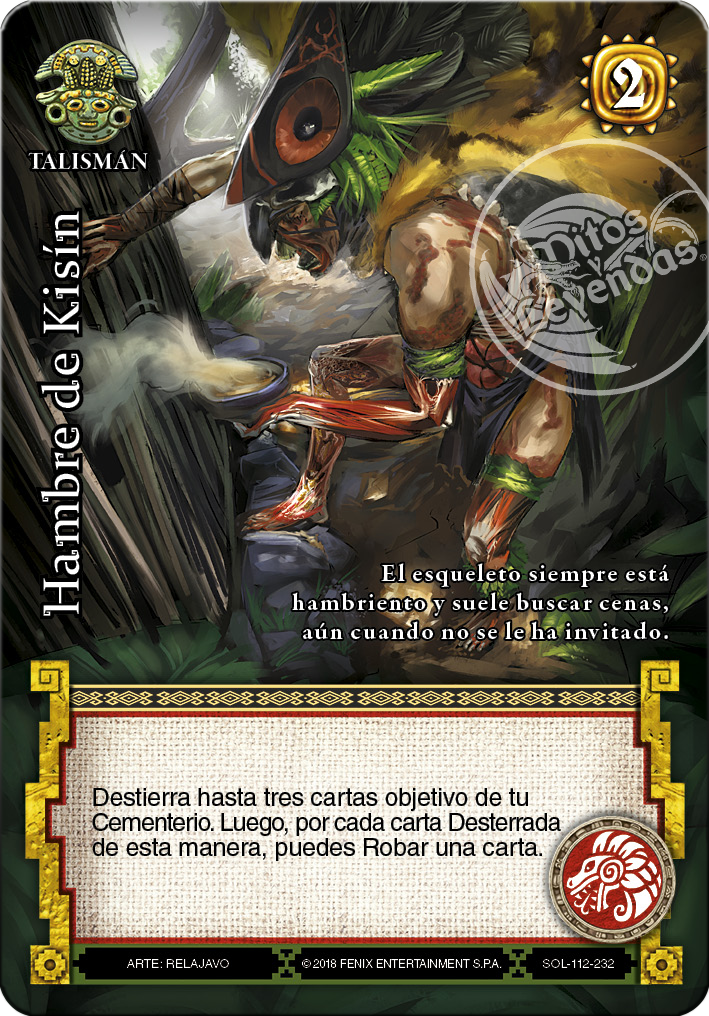 2
TALISMÁN
Mitos
y
Leyendas
Hambre de Kisín
El esqueleto siempre está
hambriento y suele buscar cenas,
aún cuando no se le ha invitado.
Destierra hasta tres cartas objetivo de tu
Cementerio. Luego, por cada carta Desterrada
de esta manera, puedes Robar una carta.
ARTE: RELAJAVO
© 2018 FENIX ENTERTAINMENT S.P.A.
SOL-112-232